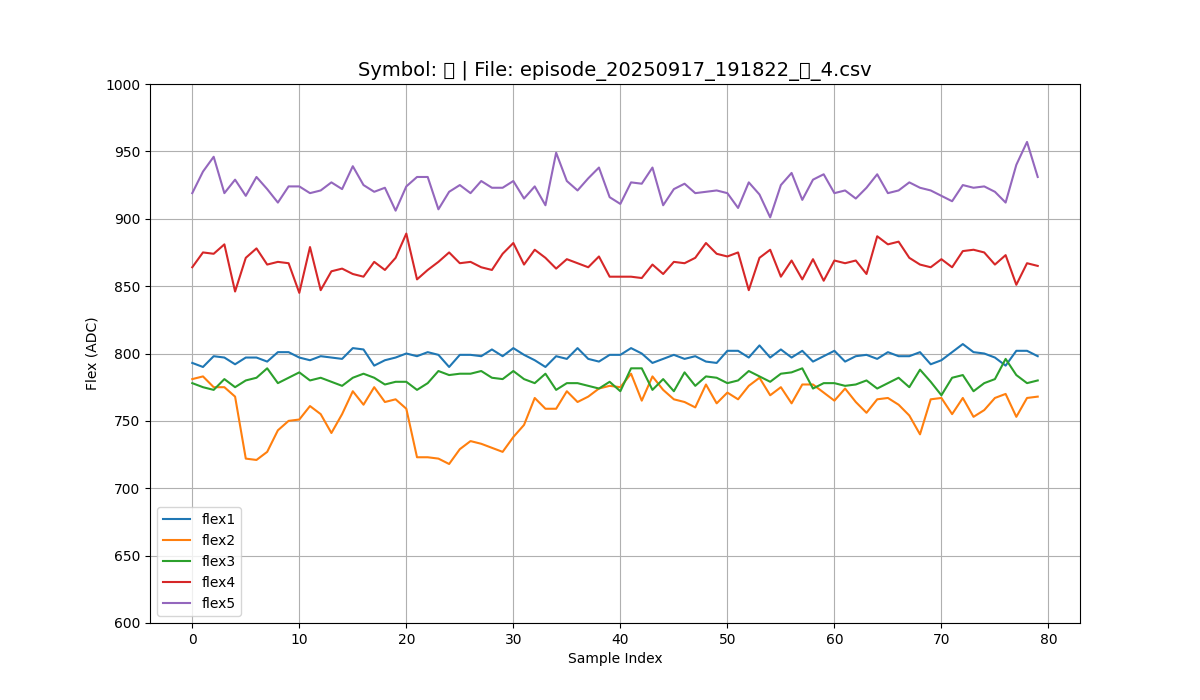 Symbol: | File: episode_20250917_191822_ _4.csv
Flex (ADC)
1000
950
900
850
800
750
700
650
600
flex1
flex2
flex3
flex4
flex5
0 10 20 30 40 50 60 70 80
Sample Index